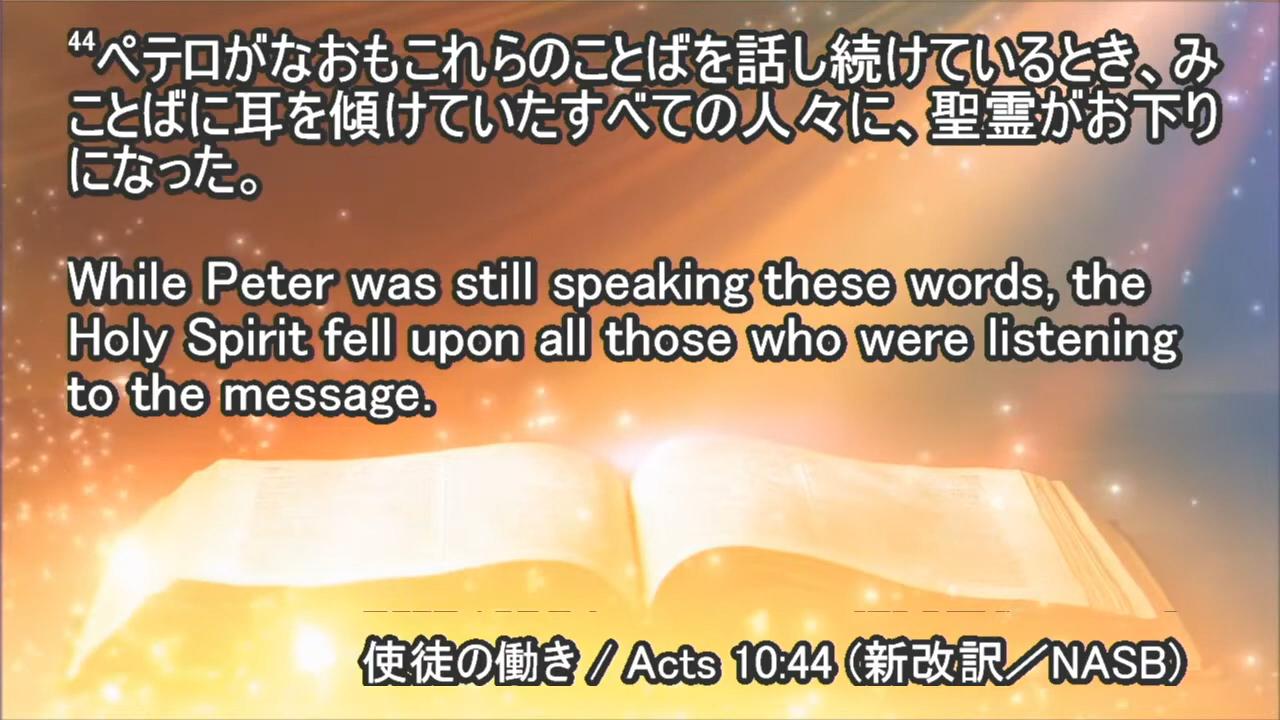 44ペテロがなおもこれらのことばを話し続けているとき、み
ことばに耳を傾けていたすべての人々に、聖霊がお下り
になった。
While Peter was still speaking these words, the
Holy Spirit fell upon all those who were listening
to the message.
使徒の働き / Acts 10:44 (新改訳／NASB)